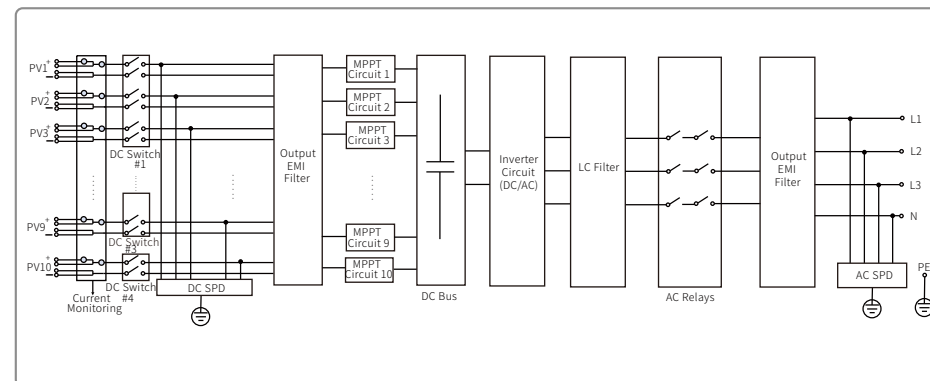 PV1
+
PV2
+
PV3
+
PV9
+
PV10
+
Current
Monitoring
DC Switch
#1
DC Switch
#3
DC Switch
#4
DC SPD
Output
EMI
Filter
MPPT
Circuit 1
MPPT
Circuit 2
MPPT
Circuit 3
MPPT
Circuit 9
MPPT
Circuit 10
DC Bus
Inverter
Circuit
(DC/AC)
LC Filter
AC Relays
Output
EMI
Filter
L1
L2
L3
N
AC SPD
PE